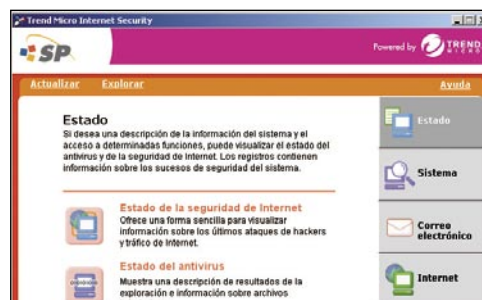 Trend Micro Internet Security
SP
Powered by TREND
MICRO
Actualizar Explorar Ayuda
Estado
Si desea una descripción de la información del sistema y el
acceso a determinadas funciones, puede visualizar el estado del
antivirus y de la seguridad de Internet. Los registros contienen
información sobre los sucesos de seguridad del sistema.
Estado de la seguridad de Internet
Ofrece una forma sencilla para visualizar
información sobre los últimos ataques de hackers
y tráfico de Internet.
Estado del antivirus
Muestra una descripción de resultados de la
exploración e información sobre archivos
Estado
Sistema
Correo
electrónico
Internet